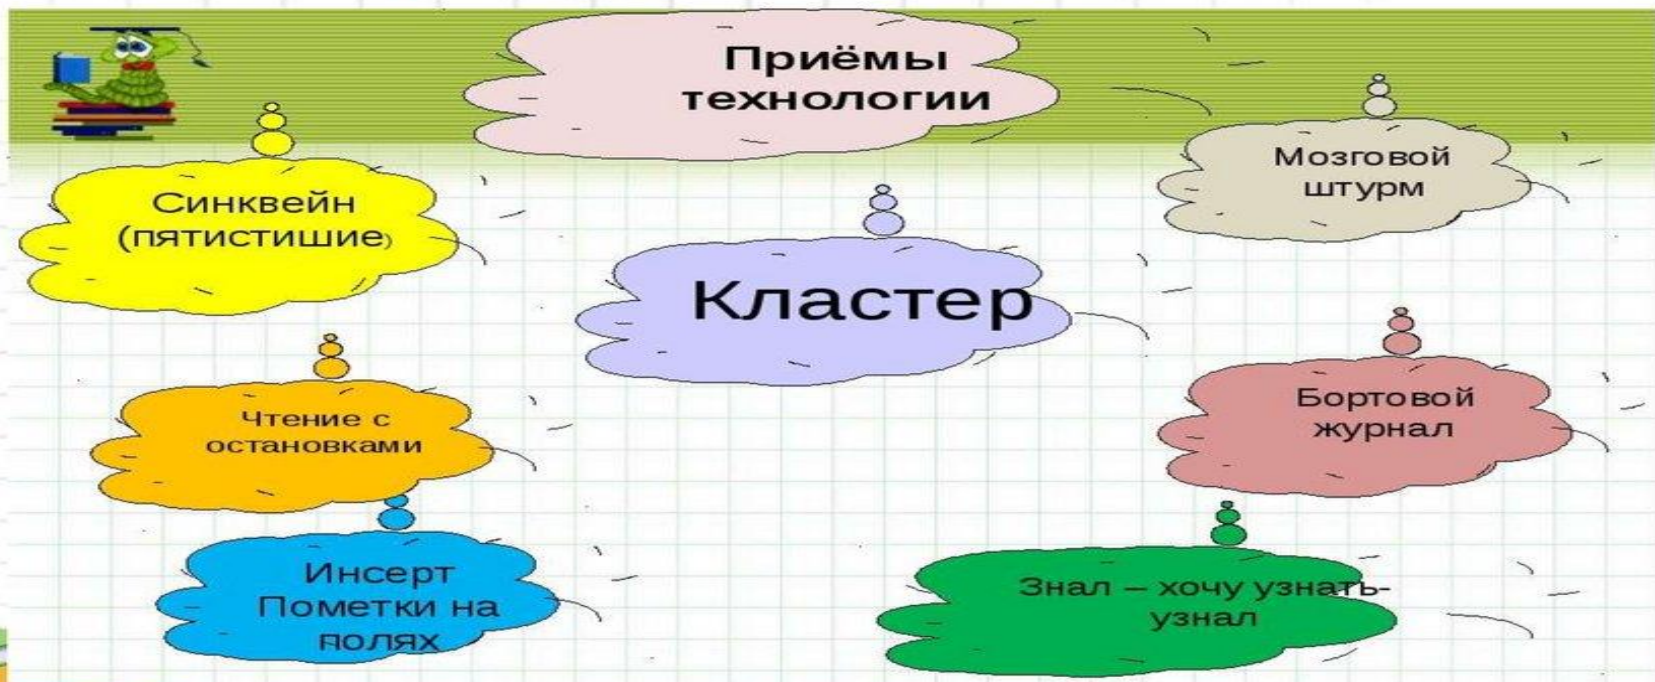 Приёмы
технологии
Мозговой
штурм
Синквейн
(пятистишие)
Кластер
Чтение с
остановками
Бортовой
журнал
Инсерт
Пометки на
полях
Знал – хочу узнать-
узнал